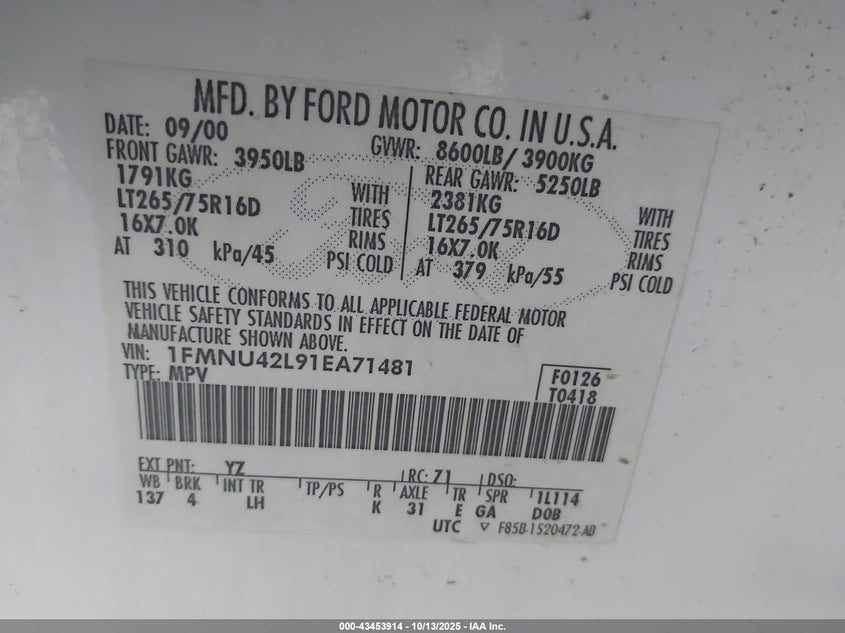 MFD. BY FORD MOTOR CO. IN U.S.A.
DATE: 09/00 GVWR: 8600LB/ 3900KG
FRONT GAWR: 3950LB REAR GAWR: 5250LB
1791KG WITH 2381KG WITH
LT265/75R16D TIRES LT265/75R16D TIRES
16X7.0K RIMS 16X7.0K RIMS
AT 310 kPa/45 PSI COLD AT 379 kPa/55 PSI COLD
THIS VEHICLE CONFORMS TO ALL APPLICABLE FEDERAL MOTOR
VEHICLE SAFETY STANDARDS IN EFFECT ON THE DATE OF
MANUFACTURE SHOWN ABOVE.
VIN: 1FMNU42L91EA71481 F0126
TYPE: MPV T0418
EXT PNT: YZ RC: 71 DSO:
WB BRK INT TR TP/PS R AXLE TR SPR 1L114
137 4 LH K 31 E GA DOB
UTC ▽ F85B-1520472-AB
000-43453914 - 10/13/2025 - IAA Inc.